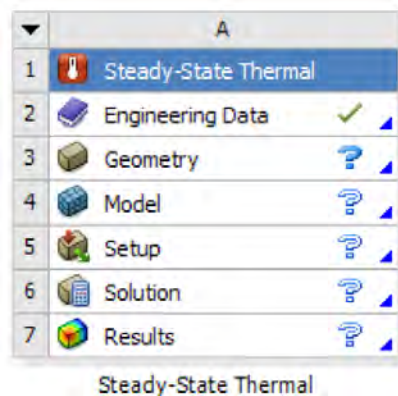 A
1 Steady-State Thermal
2 Engineering Data
3 Geometry
4 Model
5 Setup
6 Solution
7 Results
Steady-State Thermal